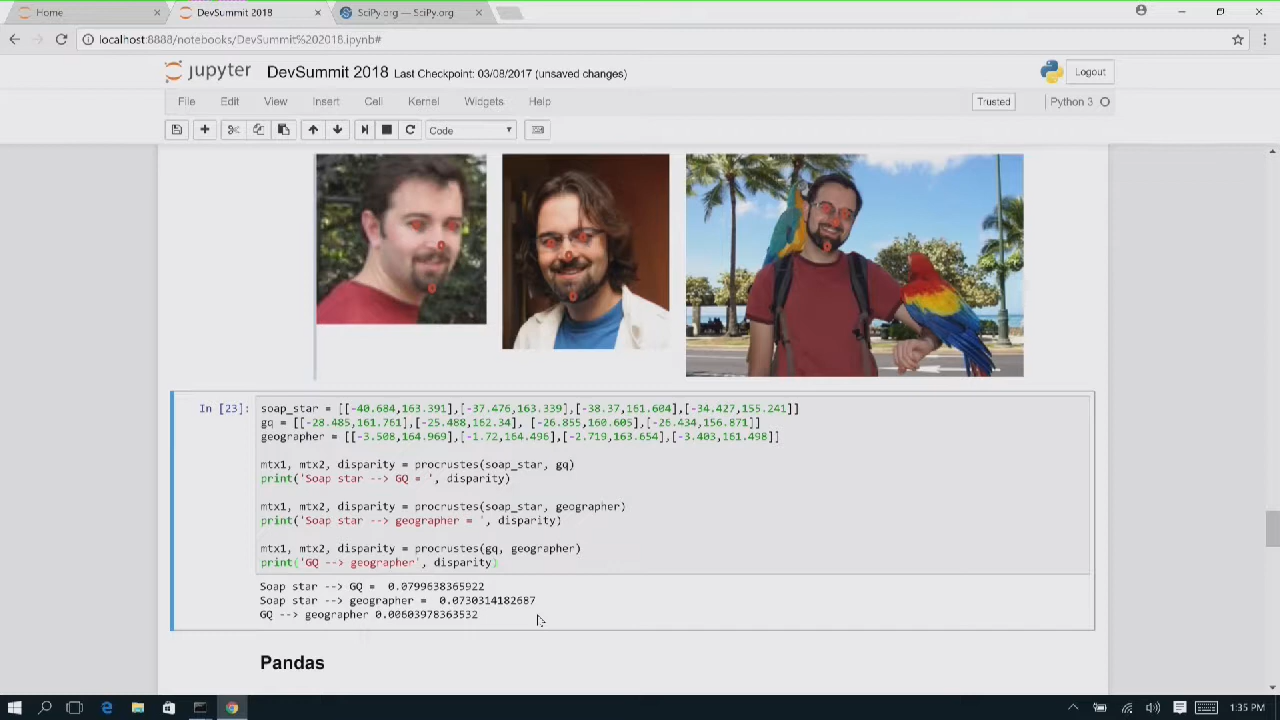 Home
DevSummit 2018
SciPy.org — SciPy.org
localhost:8888/notebooks/DevSummit%202018.ipynb#
jupyter DevSummit 2018 Last Checkpoint: 03/08/2017 (unsaved changes)
Logout
File Edit View Insert Cell Kernel Widgets Help
Trusted
Python 3
Code
In [23]:
soap_star = [[-40.684,163.391],[-37.476,163.339],[-38.37,161.604],[-34.427,155.241]]
gq = [[-28.485,161.761],[-25.488,162.34], [-26.855,160.605],[-26.434,156.871]]
geographer = [[-3.508,164.969],[-1.72,164.496],[-2.719,163.654],[-3.403,161.498]]
mtx1, mtx2, disparity = procrustes(soap_star, gq)
print('Soap star --> GQ = ', disparity)
mtx1, mtx2, disparity = procrustes(soap_star, geographer)
print('Soap star --> geographer = ', disparity)
mtx1, mtx2, disparity = procrustes(gq, geographer)
print('GQ --> geographer', disparity)
Soap star --> GQ =  0.0799638365922
Soap star --> geographer =  0.0730314182687
GQ --> geographer 0.00603978363532
Pandas
1:35 PM